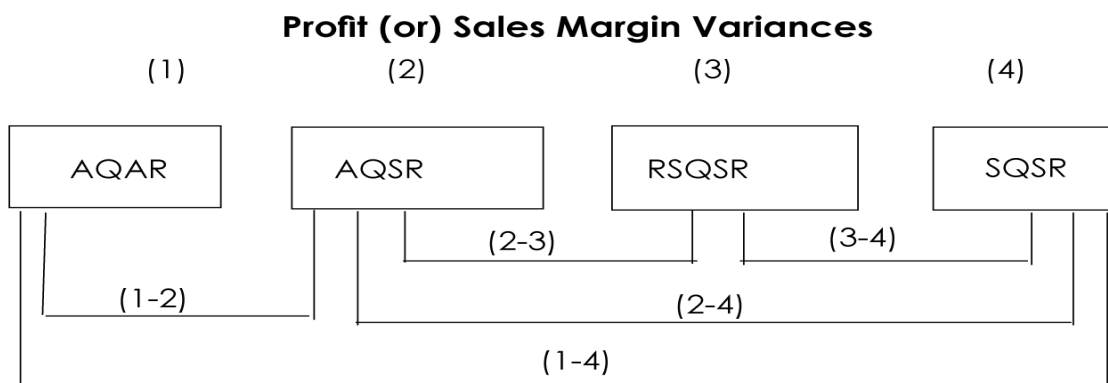 Profit (or) Sales Margin Variances
(1) (2) (3) (4)
AQAR AQSR RSQSR SQSR
(2-3) (3-4)
(1-2) (2-4)
(1-4)